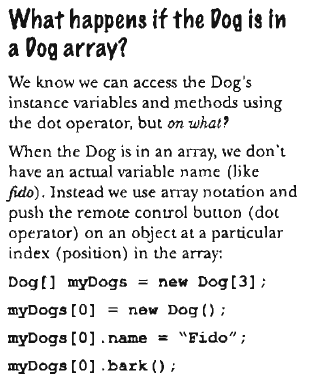 What happens if the Dog is in
a Dog array?
We know we can access the Dog's
instance variables and methods using
the dot operator, but on what?
When the Dog is in an array, we don't
have an actual variable name (like
fido). Instead we use array notation and
push the remote control button (dot
operator) on an object at a particular
index (position) in the array:
Dog[] myDogs = new Dog[3];
myDogs[0] = new Dog();
myDogs[0].name = "Fido";
myDogs[0].bark();